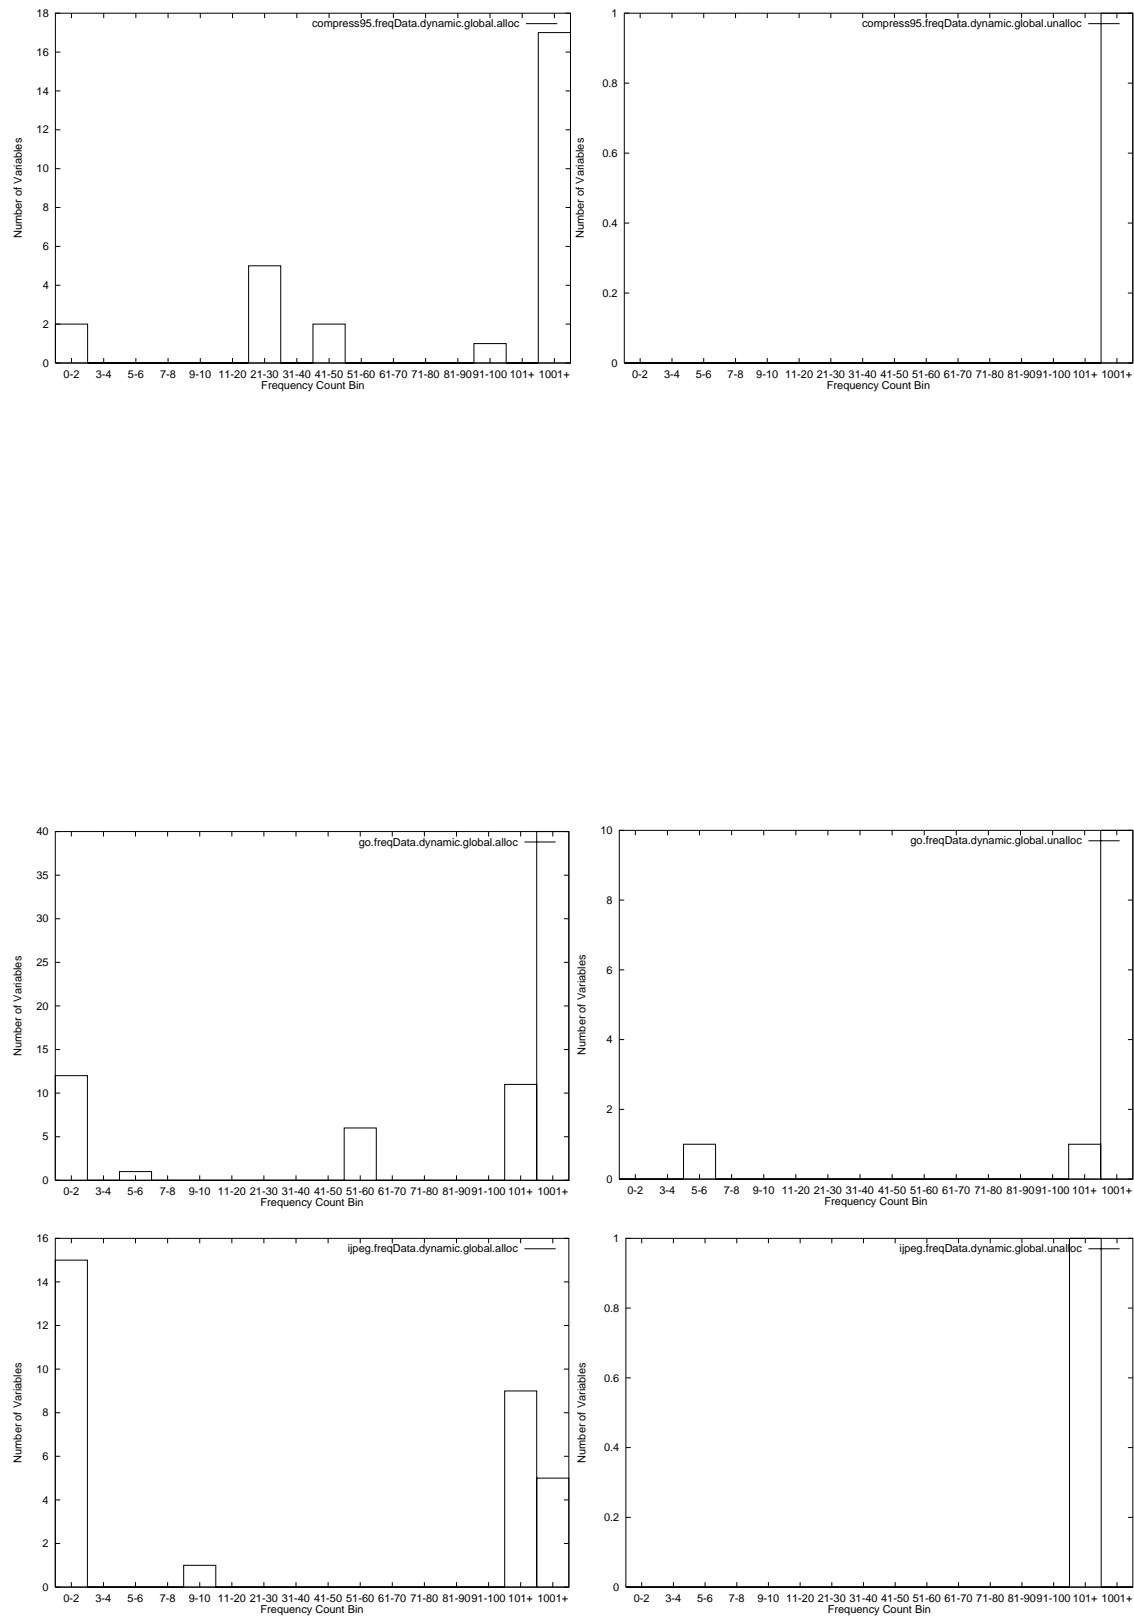 compress95.freqData.dynamic.global.alloc
18
16
14
12
10
8
6
4
2
0
Number of Variables
0-2 3-4 5-6 7-8 9-10 11-20 21-30 31-40 41-50 51-60 61-70 71-80 81-90 91-100 101+ 1001+
Frequency Count Bin
compress95.freqData.dynamic.global.unalloc
1
0.8
0.6
0.4
0.2
0
Number of Variables
0-2 3-4 5-6 7-8 9-10 11-20 21-30 31-40 41-50 51-60 61-70 71-80 81-90 91-100 101+ 1001+
Frequency Count Bin
go.freqData.dynamic.global.alloc
40
35
30
25
20
15
10
5
0
Number of Variables
0-2 3-4 5-6 7-8 9-10 11-20 21-30 31-40 41-50 51-60 61-70 71-80 81-90 91-100 101+ 1001+
Frequency Count Bin
go.freqData.dynamic.global.unalloc
10
8
6
4
2
0
Number of Variables
0-2 3-4 5-6 7-8 9-10 11-20 21-30 31-40 41-50 51-60 61-70 71-80 81-90 91-100 101+ 1001+
Frequency Count Bin
ijpeg.freqData.dynamic.global.alloc
16
14
12
10
8
6
4
2
0
Number of Variables
0-2 3-4 5-6 7-8 9-10 11-20 21-30 31-40 41-50 51-60 61-70 71-80 81-90 91-100 101+ 1001+
Frequency Count Bin
ijpeg.freqData.dynamic.global.unalloc
1
0.8
0.6
0.4
0.2
0
Number of Variables
0-2 3-4 5-6 7-8 9-10 11-20 21-30 31-40 41-50 51-60 61-70 71-80 81-90 91-100 101+ 1001+
Frequency Count Bin